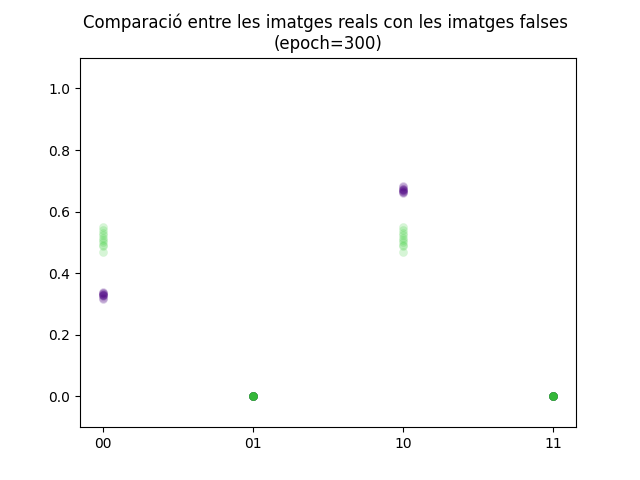 Comparació entre les imatges reals con les imatges falses
(epoch=300)
1.0
0.8
0.6
0.4
0.2
0.0
00 01 10 11